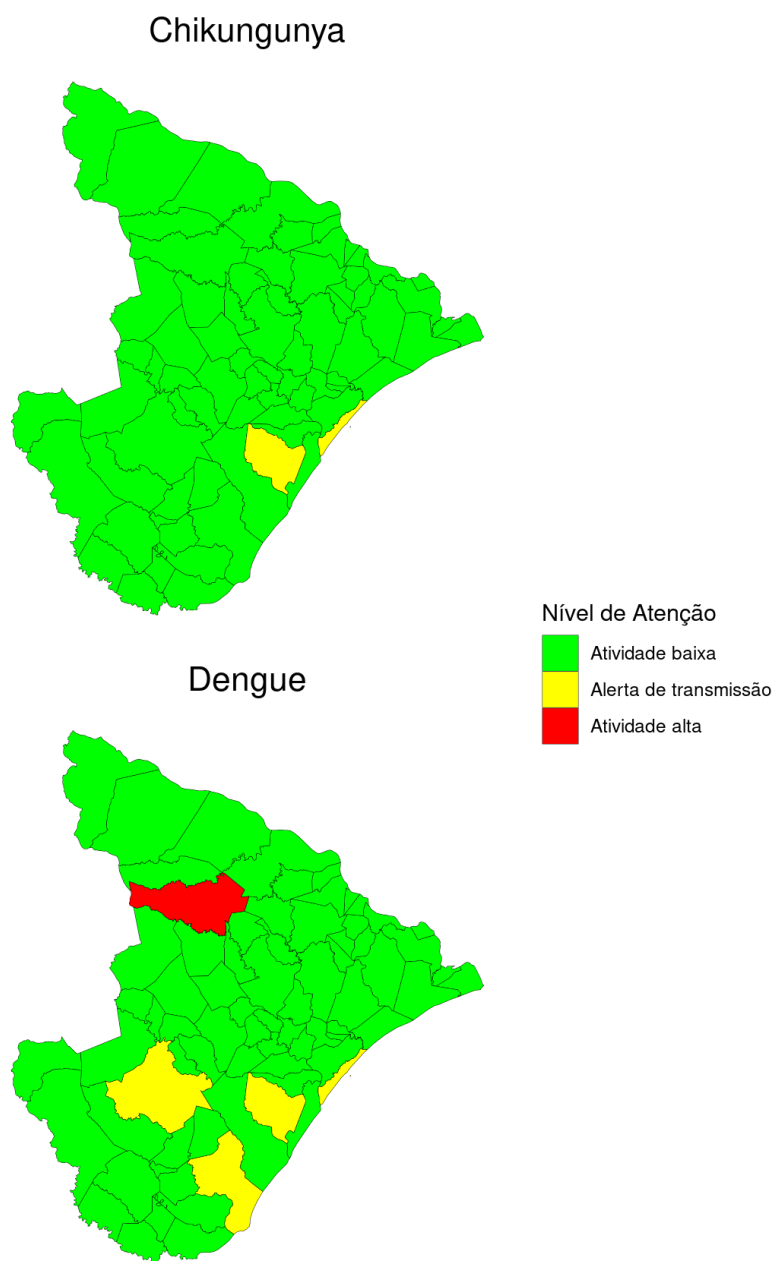 Chikungunya
Nível de Atenção
Atividade baixa
Alerta de transmissão
Atividade alta
Dengue